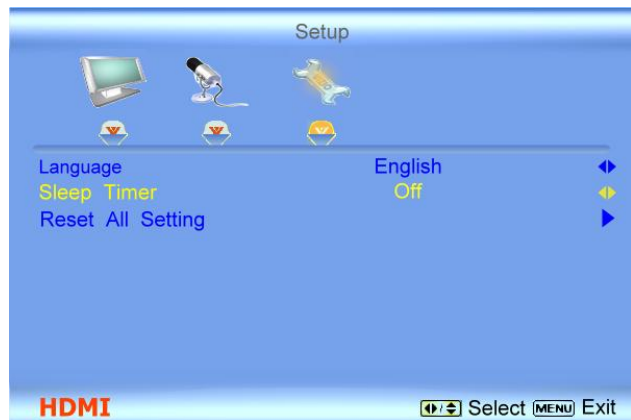 Setup
Language English
Sleep Timer Off
Reset All Setting
HDMI Select MENU Exit